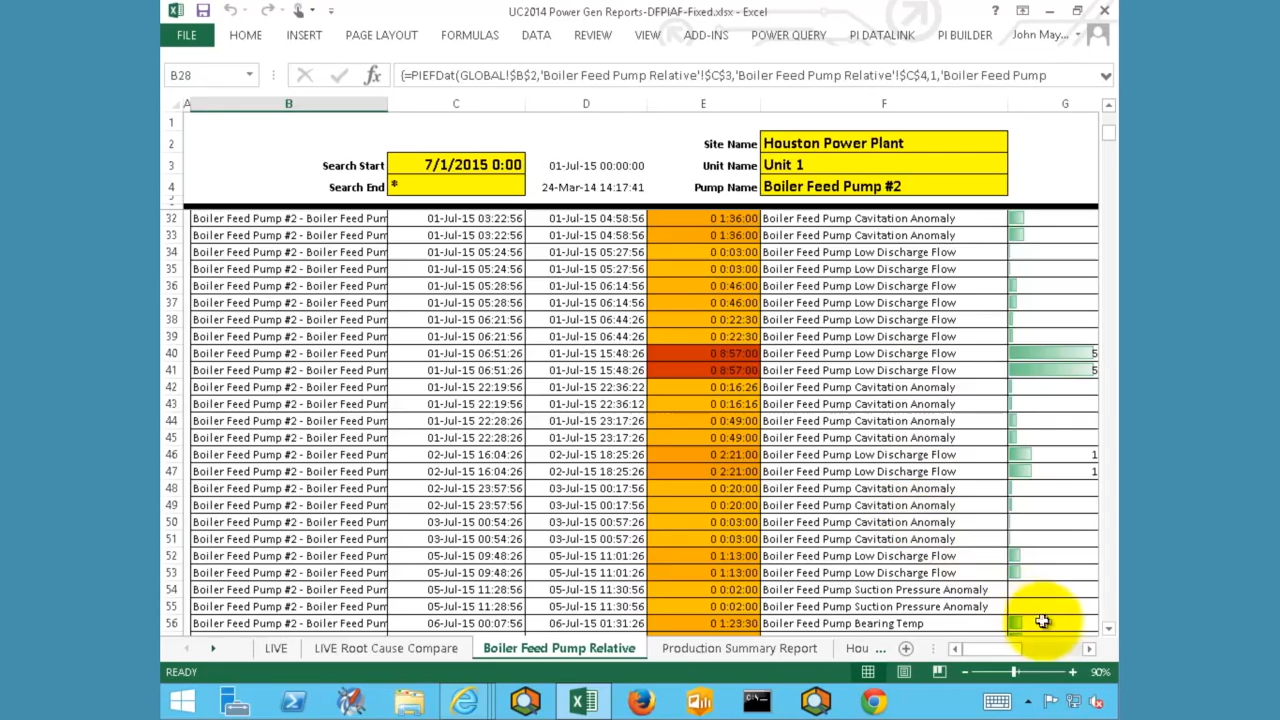 UC2014 Power Gen Reports-DFPIAF-Fixed.xlsx - Excel
FILE HOME INSERT PAGE LAYOUT FORMULAS DATA REVIEW VIEW ADD-INS POWER QUERY PI DATALINK PI BUILDER John May...
B28 fx {=PIEFDat(GLOBAL!$B$2,'Boiler Feed Pump Relative'!$C$3,'Boiler Feed Pump Relative'!$C$4,1,'Boiler Feed Pump
A B C D E F G
1
2 Site Name Houston Power Plant
3 Search Start 7/1/2015 0:00 01-Jul-15 00:00:00 Unit Name Unit 1
4 Search End * 24-Mar-14 14:17:41 Pump Name Boiler Feed Pump #2
32 Boiler Feed Pump #2 - Boiler Feed Pur 01-Jul-15 03:22:56 01-Jul-15 04:58:56 0 1:36:00 Boiler Feed Pump Cavitation Anomaly
33 Boiler Feed Pump #2 - Boiler Feed Pur 01-Jul-15 03:22:56 01-Jul-15 04:58:56 0 1:36:00 Boiler Feed Pump Cavitation Anomaly
34 Boiler Feed Pump #2 - Boiler Feed Pur 01-Jul-15 05:24:56 01-Jul-15 05:27:56 0 0:03:00 Boiler Feed Pump Low Discharge Flow
35 Boiler Feed Pump #2 - Boiler Feed Pur 01-Jul-15 05:24:56 01-Jul-15 05:27:56 0 0:03:00 Boiler Feed Pump Low Discharge Flow
36 Boiler Feed Pump #2 - Boiler Feed Pur 01-Jul-15 05:28:56 01-Jul-15 06:14:56 0 0:46:00 Boiler Feed Pump Low Discharge Flow
37 Boiler Feed Pump #2 - Boiler Feed Pur 01-Jul-15 05:28:56 01-Jul-15 06:14:56 0 0:46:00 Boiler Feed Pump Low Discharge Flow
38 Boiler Feed Pump #2 - Boiler Feed Pur 01-Jul-15 06:21:56 01-Jul-15 06:44:26 0 0:22:30 Boiler Feed Pump Low Discharge Flow
39 Boiler Feed Pump #2 - Boiler Feed Pur 01-Jul-15 06:21:56 01-Jul-15 06:44:26 0 0:22:30 Boiler Feed Pump Low Discharge Flow
40 Boiler Feed Pump #2 - Boiler Feed Pur 01-Jul-15 06:51:26 01-Jul-15 15:48:26 0 8:57:00 Boiler Feed Pump Low Discharge Flow 5
41 Boiler Feed Pump #2 - Boiler Feed Pur 01-Jul-15 06:51:26 01-Jul-15 15:48:26 0 8:57:00 Boiler Feed Pump Low Discharge Flow 5
42 Boiler Feed Pump #2 - Boiler Feed Pur 01-Jul-15 22:19:56 01-Jul-15 22:36:22 0 0:16:26 Boiler Feed Pump Cavitation Anomaly
43 Boiler Feed Pump #2 - Boiler Feed Pur 01-Jul-15 22:19:56 01-Jul-15 22:36:12 0 0:16:16 Boiler Feed Pump Cavitation Anomaly
44 Boiler Feed Pump #2 - Boiler Feed Pur 01-Jul-15 22:28:26 01-Jul-15 23:17:26 0 0:49:00 Boiler Feed Pump Low Discharge Flow
45 Boiler Feed Pump #2 - Boiler Feed Pur 01-Jul-15 22:28:26 01-Jul-15 23:17:26 0 0:49:00 Boiler Feed Pump Low Discharge Flow
46 Boiler Feed Pump #2 - Boiler Feed Pur 02-Jul-15 16:04:26 02-Jul-15 18:25:26 0 2:21:00 Boiler Feed Pump Low Discharge Flow 1
47 Boiler Feed Pump #2 - Boiler Feed Pur 02-Jul-15 16:04:26 02-Jul-15 18:25:26 0 2:21:00 Boiler Feed Pump Low Discharge Flow 1
48 Boiler Feed Pump #2 - Boiler Feed Pur 02-Jul-15 23:57:56 03-Jul-15 00:17:56 0 0:20:00 Boiler Feed Pump Cavitation Anomaly
49 Boiler Feed Pump #2 - Boiler Feed Pur 02-Jul-15 23:57:56 03-Jul-15 00:17:56 0 0:20:00 Boiler Feed Pump Cavitation Anomaly
50 Boiler Feed Pump #2 - Boiler Feed Pur 03-Jul-15 00:54:26 03-Jul-15 00:57:26 0 0:03:00 Boiler Feed Pump Cavitation Anomaly
51 Boiler Feed Pump #2 - Boiler Feed Pur 03-Jul-15 00:54:26 03-Jul-15 00:57:26 0 0:03:00 Boiler Feed Pump Cavitation Anomaly
52 Boiler Feed Pump #2 - Boiler Feed Pur 05-Jul-15 09:48:26 05-Jul-15 11:01:26 0 1:13:00 Boiler Feed Pump Low Discharge Flow
53 Boiler Feed Pump #2 - Boiler Feed Pur 05-Jul-15 09:48:26 05-Jul-15 11:01:26 0 1:13:00 Boiler Feed Pump Low Discharge Flow
54 Boiler Feed Pump #2 - Boiler Feed Pur 05-Jul-15 11:28:56 05-Jul-15 11:30:56 0 0:02:00 Boiler Feed Pump Suction Pressure Anomaly
55 Boiler Feed Pump #2 - Boiler Feed Pur 05-Jul-15 11:28:56 05-Jul-15 11:30:56 0 0:02:00 Boiler Feed Pump Suction Pressure Anomaly
56 Boiler Feed Pump #2 - Boiler Feed Pur 06-Jul-15 00:07:56 06-Jul-15 01:31:26 0 1:23:30 Boiler Feed Pump Bearing Temp
LIVE LIVE Root Cause Compare Boiler Feed Pump Relative Production Summary Report Hou ...
READY 90%